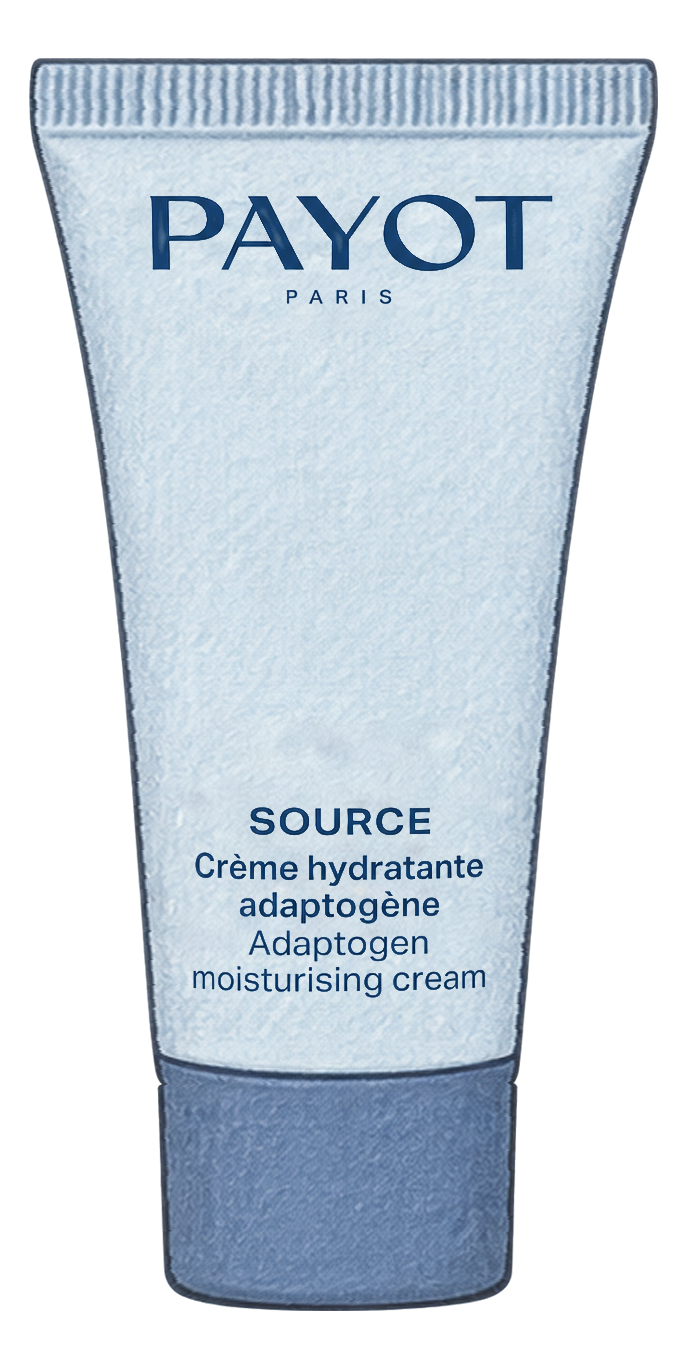 PAYOT
PARIS
SOURCE
Crème hydratante
adaptogène
Adaptogen
moisturising cream